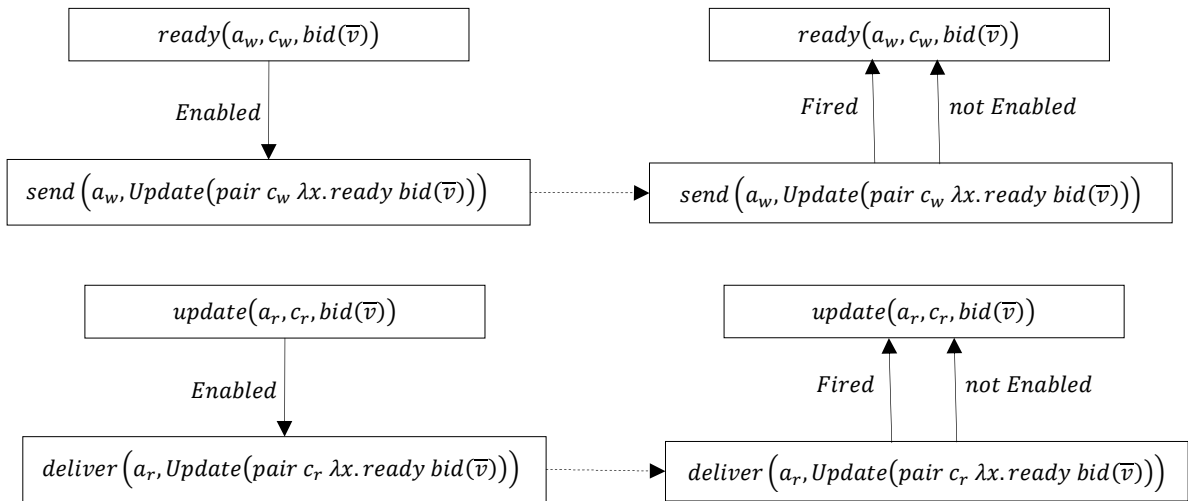 ready(a_w, c_w, bid(v̅))
ready(a_w, c_w, bid(v̅))
Enabled
Fired
not Enabled
send (a_w, Update(pair c_w λx. ready bid(v̅)))
send (a_w, Update(pair c_w λx. ready bid(v̅)))
update(a_r, c_r, bid(v̅))
update(a_r, c_r, bid(v̅))
Enabled
Fired
not Enabled
deliver (a_r, Update(pair c_r λx. ready bid(v̅)))
deliver (a_r, Update(pair c_r λx. ready bid(v̅)))